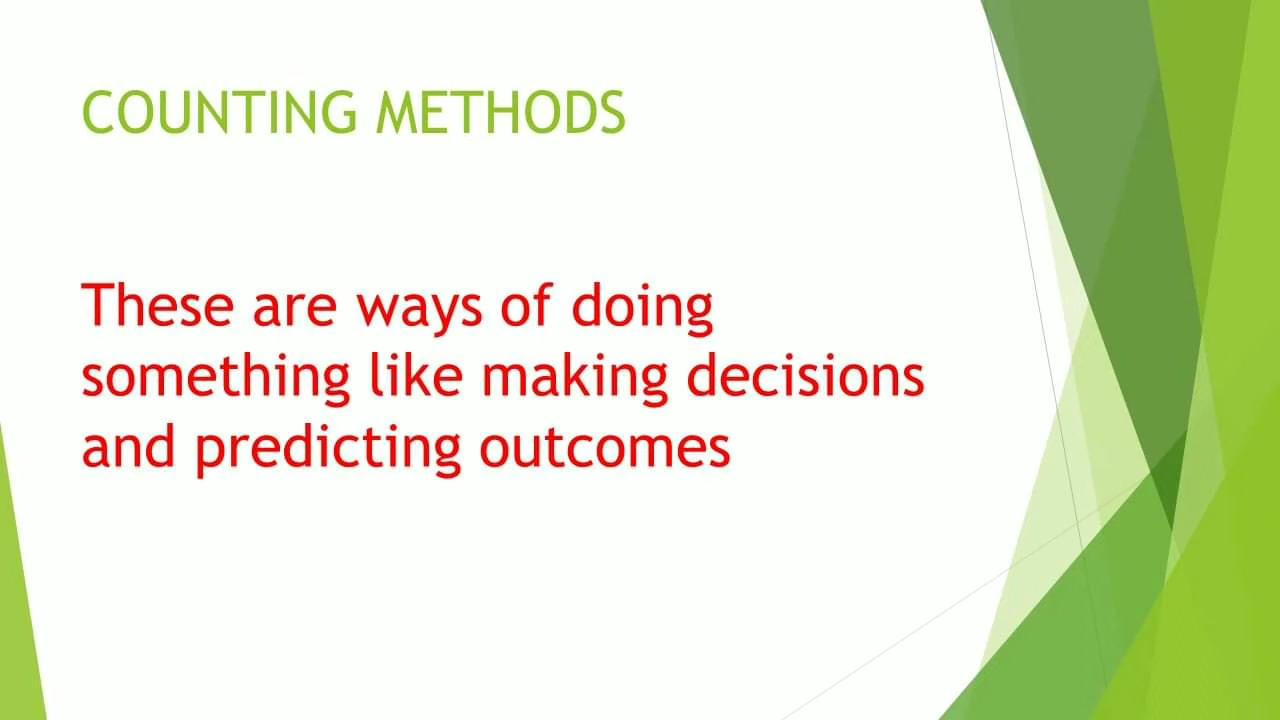 COUNTING METHODS
These are ways of doing
something like making decisions
and predicting outcomes